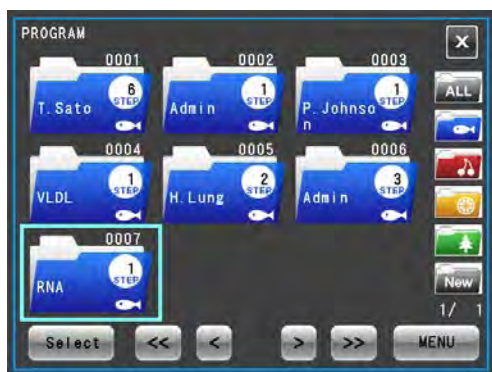 PROGRAM
X
0001 0002 0003
6 STEP 1 STEP 1 STEP
T. Sato Admin P. Johnso
n
ALL
0004 0005 0006
1 STEP 2 STEP 3 STEP
VLDL H. Lung Admin
0007
1 STEP
RNA
New
1/ 1
Select << < > >> MENU